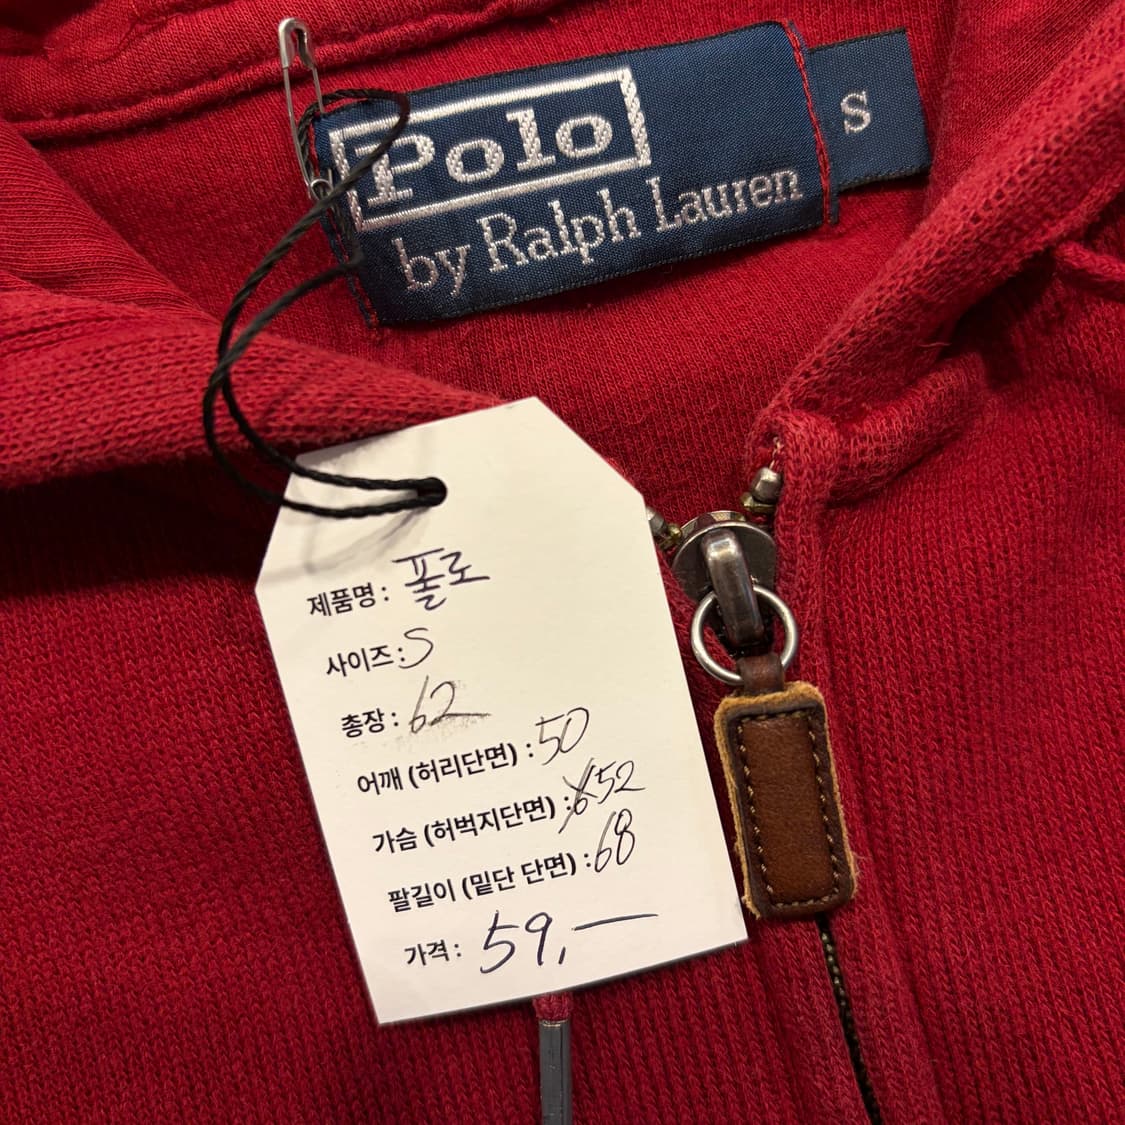 Polo
by Ralph Lauren
S
제품명 : 폴로
사이즈 : S
총장 : 62
어깨 (허리단면) : 50
가슴 (허벅지단면) : 52
팔길이 (밑단 단면) : 68
가격 : 59,—